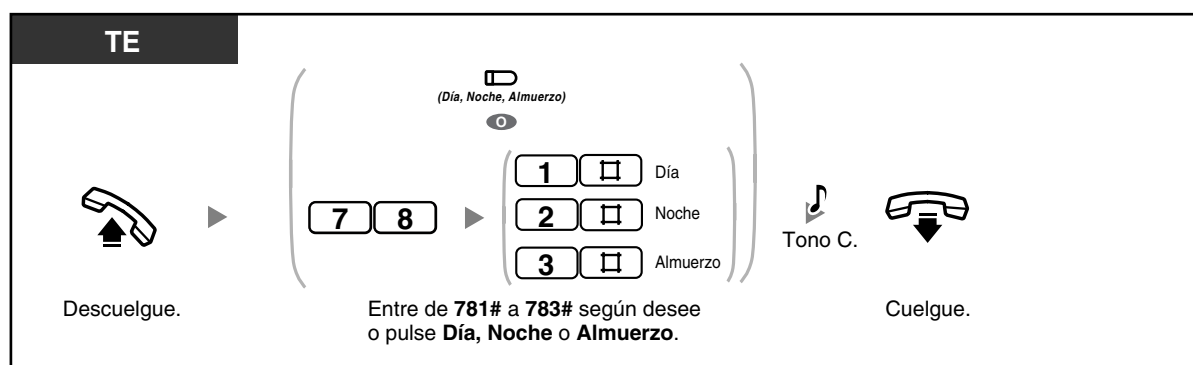 TE
(Día, Noche, Almuerzo)
O
7 8
1 Día
2 Noche
3 Almuerzo
Tono C.
Descuelgue.
Entre de 781# a 783# según desee
o pulse Día, Noche o Almuerzo.
Cuelgue.